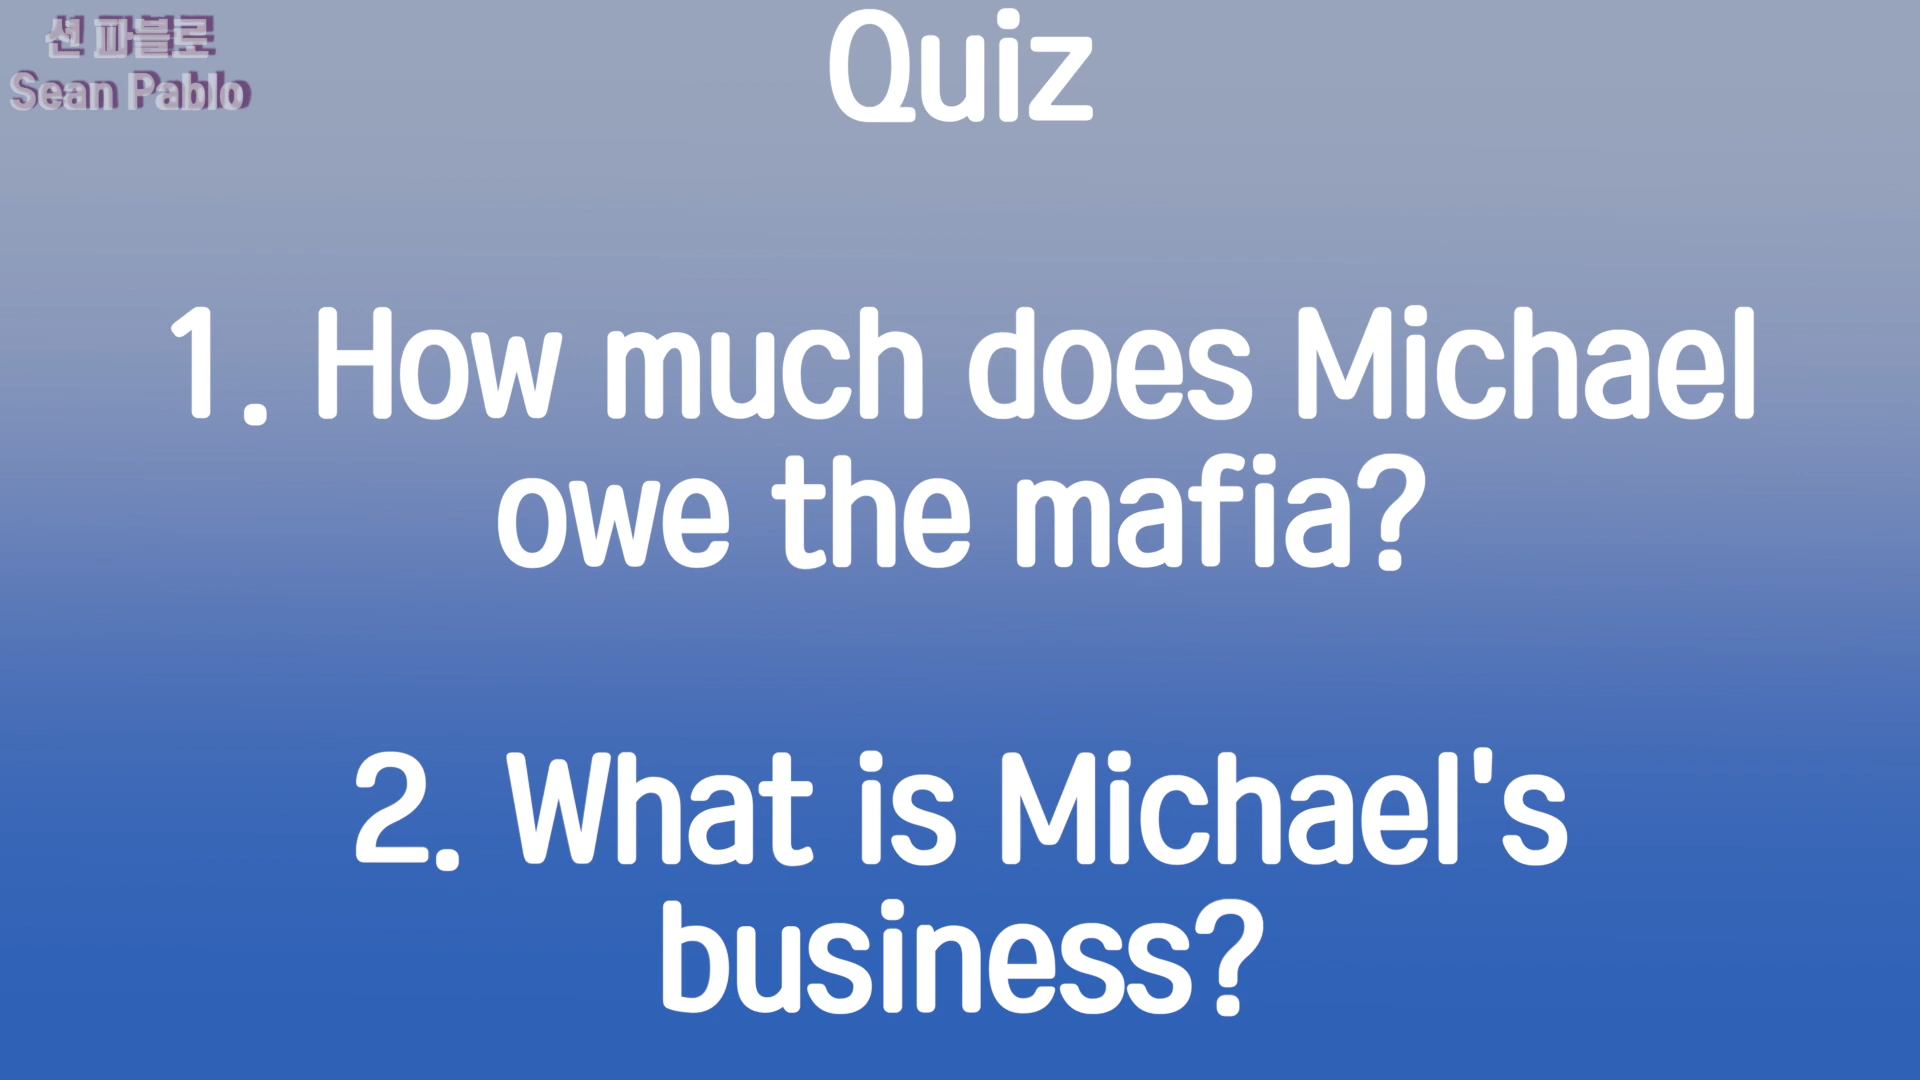 션 파블로
Sean Pablo
Quiz
1. How much does Michael
owe the mafia?
2. What is Michael's
business?